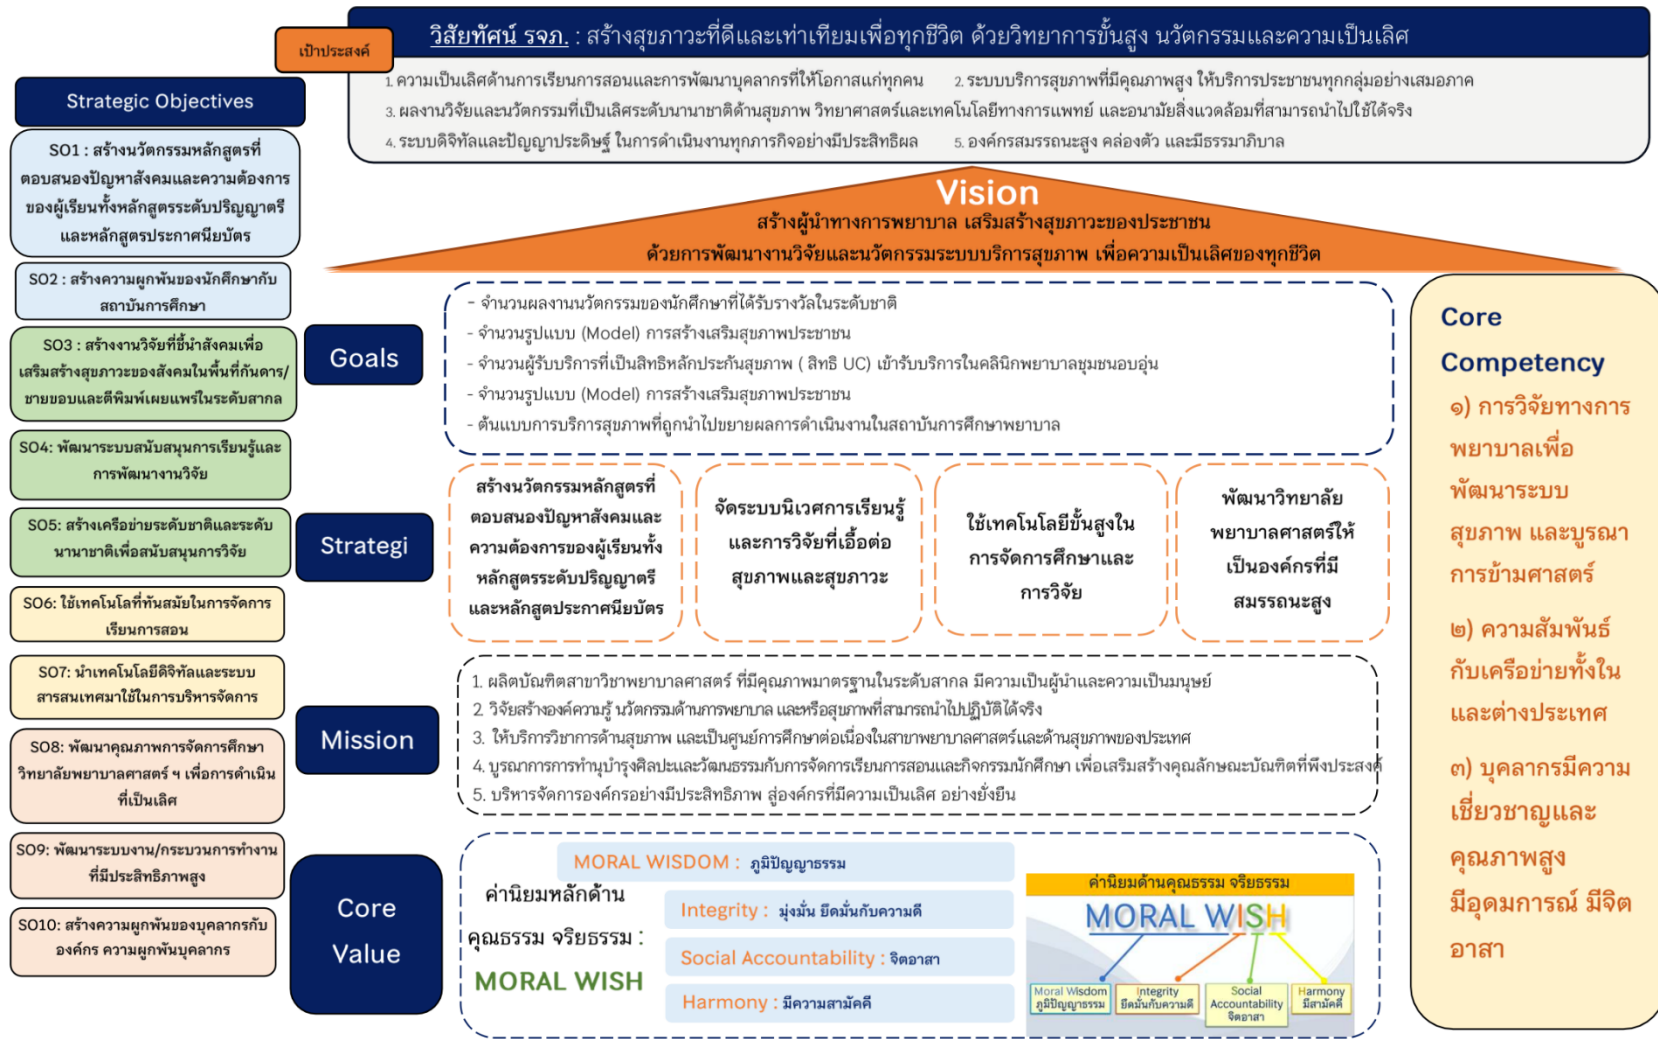 เป้าประสงค์
วิสัยทัศน์ รจภ. : สร้างสุขภาวะที่ดีและเท่าเทียมเพื่อทุกชีวิต ด้วยวิทยาการขั้นสูง นวัตกรรมและความเป็นเลิศ
1. ความเป็นเลิศด้านการเรียนการสอนและการพัฒนาบุคลากรที่ให้โอกาสแก่ทุกคน 2. ระบบบริการสุขภาพที่มีคุณภาพสูง ให้บริการประชาชนทุกกลุ่มอย่างเสมอภาค
3. ผลงานวิจัยและนวัตกรรมที่เป็นเลิศระดับนานาชาติด้านสุขภาพ วิทยาศาสตร์และเทคโนโลยีทางการแพทย์ และอนามัยสิ่งแวดล้อมที่สามารถนำไปใช้ได้จริง
4. ระบบดิจิทัลและปัญญาประดิษฐ์ ในการดำเนินงานทุกภารกิจอย่างมีประสิทธิผล 5. องค์กรสมรรถนะสูง คล่องตัว และมีธรรมาภิบาล
Strategic Objectives
SO1 : สร้างนวัตกรรมหลักสูตรที่
ตอบสนองปัญหาสังคมและความต้องการ
ของผู้เรียนทั้งหลักสูตรระดับปริญญาตรี
และหลักสูตรประกาศนียบัตร
SO2 : สร้างความผูกพันของนักศึกษากับ
สถาบันการศึกษา
SO3 : สร้างงานวิจัยที่ชี้นำสังคมเพื่อ
เสริมสร้างสุขภาวะของสังคมในพื้นที่กันดาร/
ชายขอบและตีพิมพ์เผยแพร่ในระดับสากล
SO4: พัฒนาระบบสนับสนุนการเรียนรู้และ
การพัฒนางานวิจัย
SO5: สร้างเครือข่ายระดับชาติและระดับ
นานาชาติเพื่อสนับสนุนการวิจัย
SO6: ใช้เทคโนโลที่ทันสมัยในการจัดการ
เรียนการสอน
SO7: นำเทคโนโลยีดิจิทัลและระบบ
สารสนเทศมาใช้ในการบริหารจัดการ
SO8: พัฒนาคุณภาพการจัดการศึกษา
วิทยาลัยพยาบาลศาสตร์ ฯ เพื่อการดำเนิน
ที่เป็นเลิศ
SO9: พัฒนาระบบงาน/กระบวนการทำงาน
ที่มีประสิทธิภาพสูง
SO10: สร้างความผูกพันของบุคลากรกับ
องค์กร ความผูกพันบุคลากร
Vision
สร้างผู้นำทางการพยาบาล เสริมสร้างสุขภาวะของประชาชน
ด้วยการพัฒนางานวิจัยและนวัตกรรมระบบบริการสุขภาพ เพื่อความเป็นเลิศของทุกชีวิต
Goals
- จำนวนผลงานนวัตกรรมของนักศึกษาที่ได้รับรางวัลในระดับชาติ
- จำนวนรูปแบบ (Model) การสร้างเสริมสุขภาพประชาชน
- จำนวนผู้รับบริการที่เป็นสิทธิหลักประกันสุขภาพ ( สิทธิ UC) เข้ารับบริการในคลินิกพยาบาลชุมชนอบอุ่น
- จำนวนรูปแบบ (Model) การสร้างเสริมสุขภาพประชาชน
- ต้นแบบการบริการสุขภาพที่ถูกนำไปขยายผลการดำเนินงานในสถาบันการศึกษาพยาบาล
Strategi
สร้างนวัตกรรมหลักสูตรที่
ตอบสนองปัญหาสังคมและ
ความต้องการของผู้เรียนทั้ง
หลักสูตรระดับปริญญาตรี
และหลักสูตประกาศนียบัตร
จัดระบบนิเวศการเรียนรู้
และการวิจัยที่เอื้อต่อ
สุขภาพและสุขภาวะ
ใช้เทคโนโลยีขั้นสูงใน
การจัดการศึกษาและ
การวิจัย
พัฒนาวิทยาลัย
พยาบาลศาสตร์ให้
เป็นองค์กรที่มี
สมรรถนะสูง
Mission
1. ผลิตบัณฑิตสาขาวิชาพยาบาลศาสตร์ ที่มีคุณภาพมาตรฐานในระดับสากล มีความเป็นผู้นำและความเป็นมนุษย์
2. วิจัยสร้างองค์ความรู้ นวัตกรรมด้านการพยาบาล และหรือสุขภาพที่สามารถนำไปปฏิบัติได้จริง
3. ให้บริการวิชาการด้านสุขภาพ และเป็นศูนย์การศึกษาต่อเนื่องในสาขาพยาบาลศาสตร์และด้านสุขภาพของประเทศ
4. บูรณาการการทำนุบำรุงศิลปะและวัฒนธรรมกับการจัดการเรียนการสอนและกิจกรรมนักศึกษา เพื่อเสริมสร้างคุณลักษณะบัณฑิตที่พึงประสงค์
5. บริหารจัดการองค์กรอย่างมีประสิทธิภาพ สู่องค์กรที่มีความเป็นเลิศ อย่างยั่งยืน
Core
Value
ค่านิยมหลักด้าน
คุณธรรม จริยธรรม :
MORAL WISH
MORAL WISDOM : ภูมิปัญญาธรรม
Integrity : มุ่งมั่น ยึดมั่นกับความดี
Social Accountability : จิตอาสา
Harmony : มีความสามัคคี
ค่านิยมด้านคุณธรรม จริยธรรม
MORAL WISH
Moral Wisdom
ภูมิปัญญาธรรม
Integrity
ยึดมั่นกับความดี
Social
Accountability
จิตอาสา
Harmony
มีสามัคคี
Core
Competency
๑) การวิจัยทางการ
พยาบาลเพื่อ
พัฒนาระบบ
สุขภาพ และบูรณา
การข้ามศาสตร์
๒) ความสัมพันธ์
กับเครือข่ายทั้งใน
และต่างประเทศ
๓) บุคลากรมีความ
เชี่ยวชาญและ
คุณภาพสูง
มีอุดมการณ์ มีจิต
อาสา